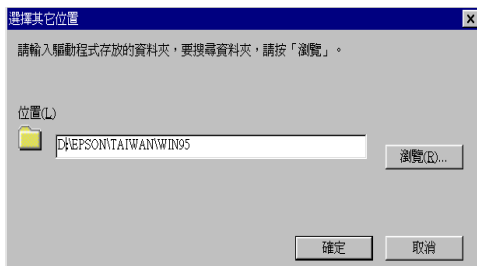 選擇其它位置
請輸入驅動程式存放的資料夾，要搜尋資料夾，請按「瀏覽」。
位置(L)
D:\EPSON\TAIWAN\WIN95
瀏覽(R)...
確定
取消